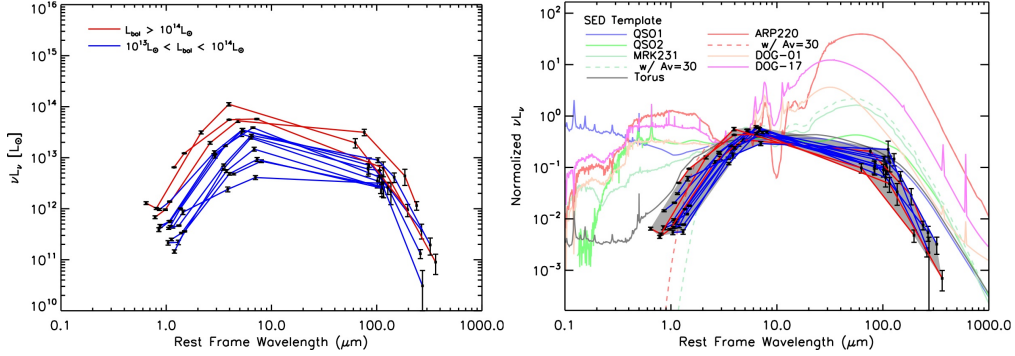 10^16
10^15
10^14
10^13
10^12
10^11
10^10
νLν [L⊙]
L_bol > 10^14 L⊙
10^13 L⊙ < L_bol < 10^14 L⊙
0.1 1.0 10.0 100.0 1000.0
Rest Frame Wavelength (μm)
10^2
10^1
10^0
10^-1
10^-2
10^-3
Normalized νLν
SED Template
QSO1
QSO2
MRK231
w/ Av=30
Torus
ARP220
w/ Av=30
DOG-01
DOG-17
0.1 1.0 10.0 100.0 1000.0
Rest Frame Wavelength (μm)